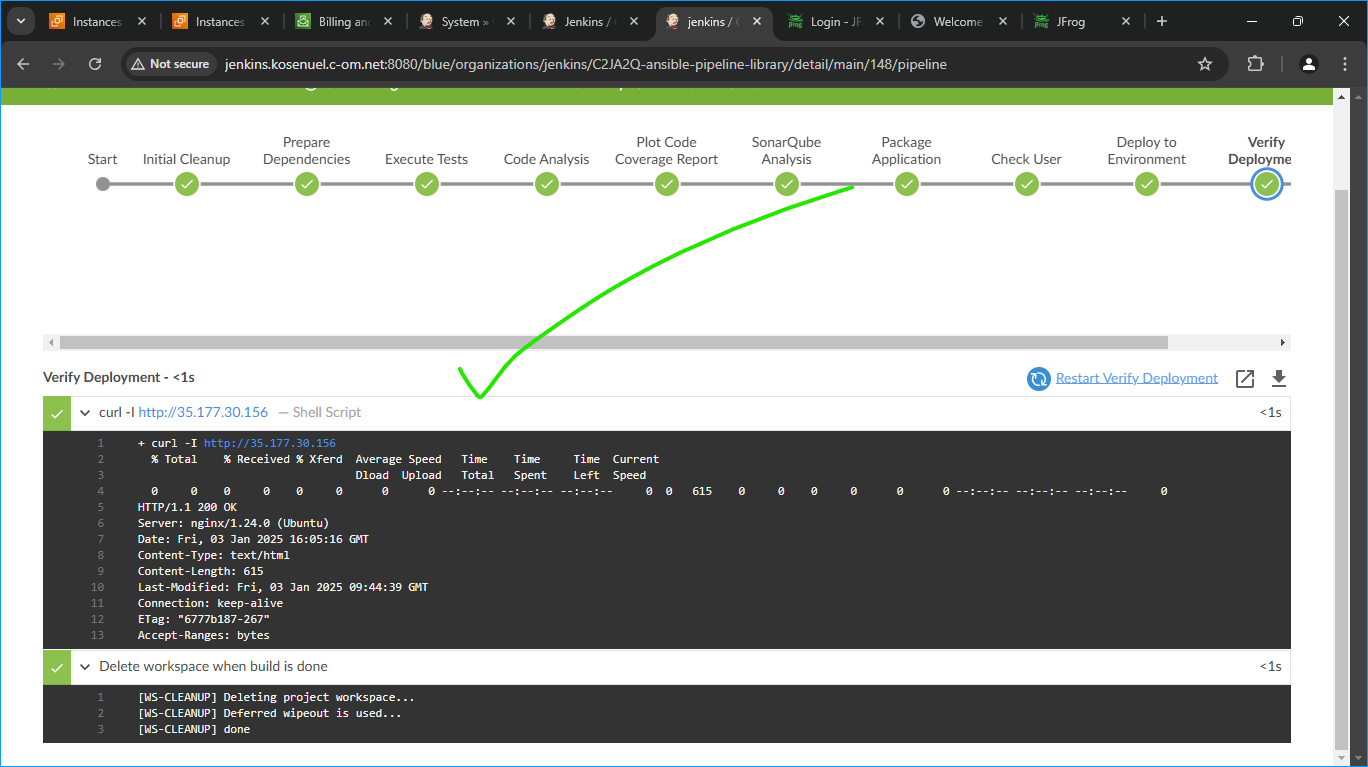 Instances
Instances
Billing an
System »
Jenkins /
jenkins /
Login - JF
Welcome
JFrog
Not secure
jenkins.kosenuel.c-om.net:8080/blue/organizations/jenkins/C2JA2Q-ansible-pipeline-library/detail/main/148/pipeline
Start
Initial Cleanup
Prepare
Dependencies
Execute Tests
Code Analysis
Plot Code
Coverage Report
SonarQube
Analysis
Package
Application
Check User
Deploy to
Environment
Verify
Deployme
Verify Deployment - <1s
Restart Verify Deployment
curl -I http://35.177.30.156 — Shell Script <1s
1 + curl -I http://35.177.30.156
2 % Total % Received % Xferd Average Speed Time Time Time Current
3 Dload Upload Total Spent Left Speed
4 0 0 0 0 0 0 0 0 --:--:-- --:--:-- --:--:-- 0 0 615 0 0 0 0 0 0 --:--:-- --:--:-- --:--:-- 0
5 HTTP/1.1 200 OK
6 Server: nginx/1.24.0 (Ubuntu)
7 Date: Fri, 03 Jan 2025 16:05:16 GMT
8 Content-Type: text/html
9 Content-Length: 615
10 Last-Modified: Fri, 03 Jan 2025 09:44:39 GMT
11 Connection: keep-alive
12 ETag: "6777b187-267"
13 Accept-Ranges: bytes
Delete workspace when build is done <1s
1 [WS-CLEANUP] Deleting project workspace...
2 [WS-CLEANUP] Deferred wipeout is used...
3 [WS-CLEANUP] done